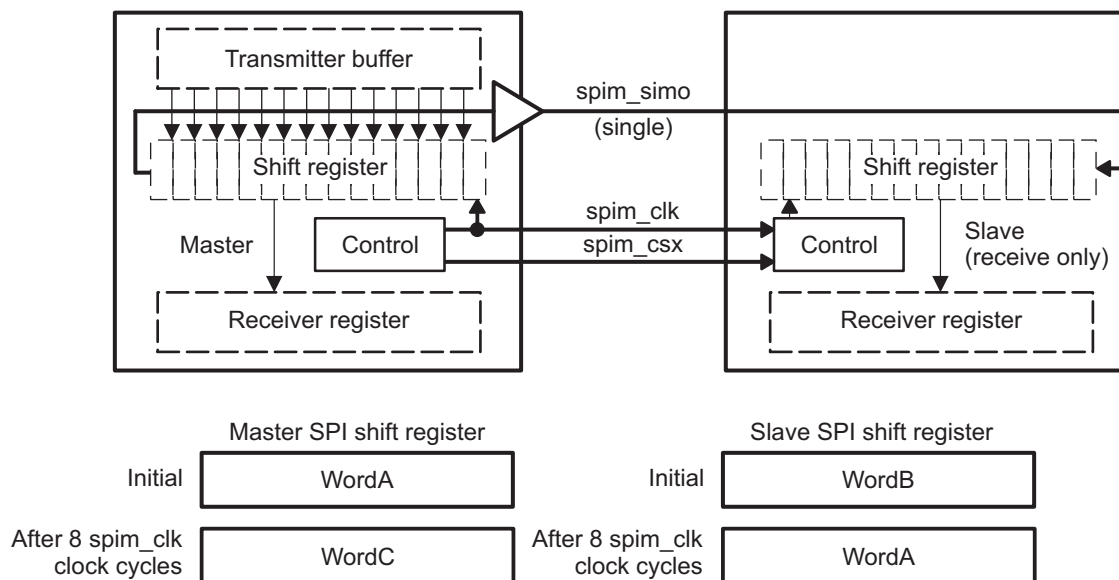 Transmitter buffer
spim_simo
(single)
Shift register
Shift register
spim_clk
Master
Control
spim_csx
Control
Slave
(receive only)
Receiver register
Receiver register
Master SPI shift register
Slave SPI shift register
Initial
WordA
Initial
WordB
After 8 spim_clk
clock cycles
WordC
After 8 spim_clk
clock cycles
WordA